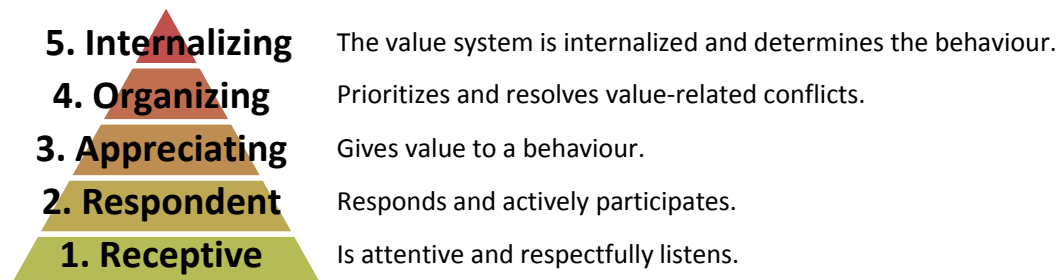 5. Internalizing The value system is internalized and determines the behaviour.
4. Organizing Prioritizes and resolves value-related conflicts.
3. Appreciating Gives value to a behaviour.
2. Respondent Responds and actively participates.
1. Receptive Is attentive and respectfully listens.